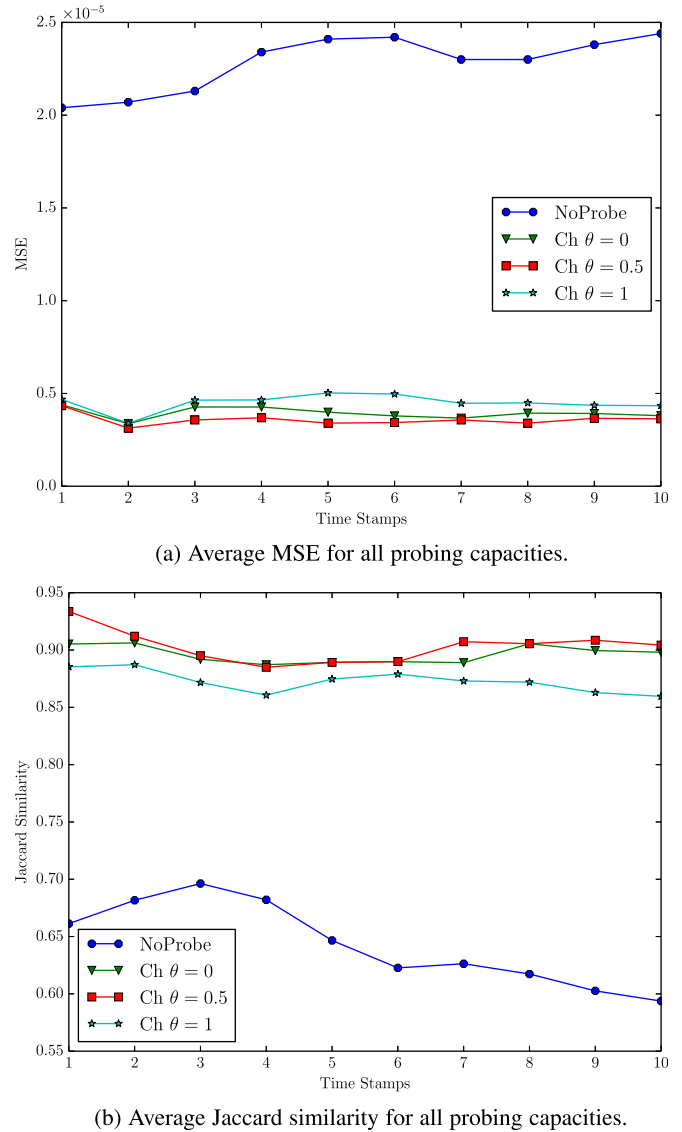 ×10⁻⁵
2.5
2.0
1.5
1.0
0.5
0.0
MSE
NoProbe
Ch θ = 0
Ch θ = 0.5
Ch θ = 1
1 2 3 4 5 6 7 8 9 10
Time Stamps
(a) Average MSE for all probing capacities.
0.95
0.90
0.85
0.80
0.75
0.70
0.65
0.60
0.55
Jaccard Similarity
NoProbe
Ch θ = 0
Ch θ = 0.5
Ch θ = 1
1 2 3 4 5 6 7 8 9 10
Time Stamps
(b) Average Jaccard similarity for all probing capacities.